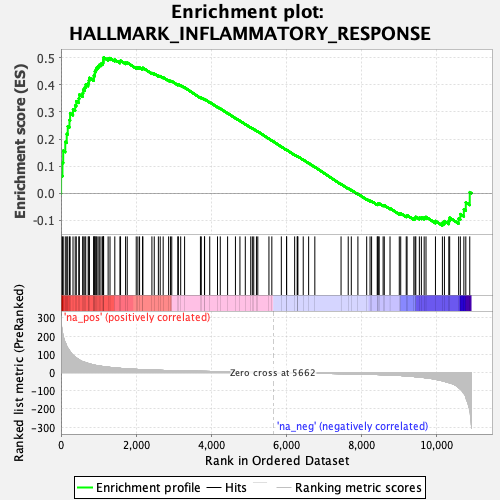 Enrichment plot:
HALLMARK_INFLAMMATORY_RESPONSE
Enrichment score (ES)
0.5
0.4
0.3
0.2
0.1
0.0
-0.1
Ranked list metric (PreRanked)
300
200
100
0
-100
-200
-300
'na_pos' (positively correlated)
Zero cross at 5662
'na_neg' (negatively correlated)
0
2,000
4,000
6,000
8,000
10,000
Rank in Ordered Dataset
Enrichment profile
Hits
Ranking metric scores